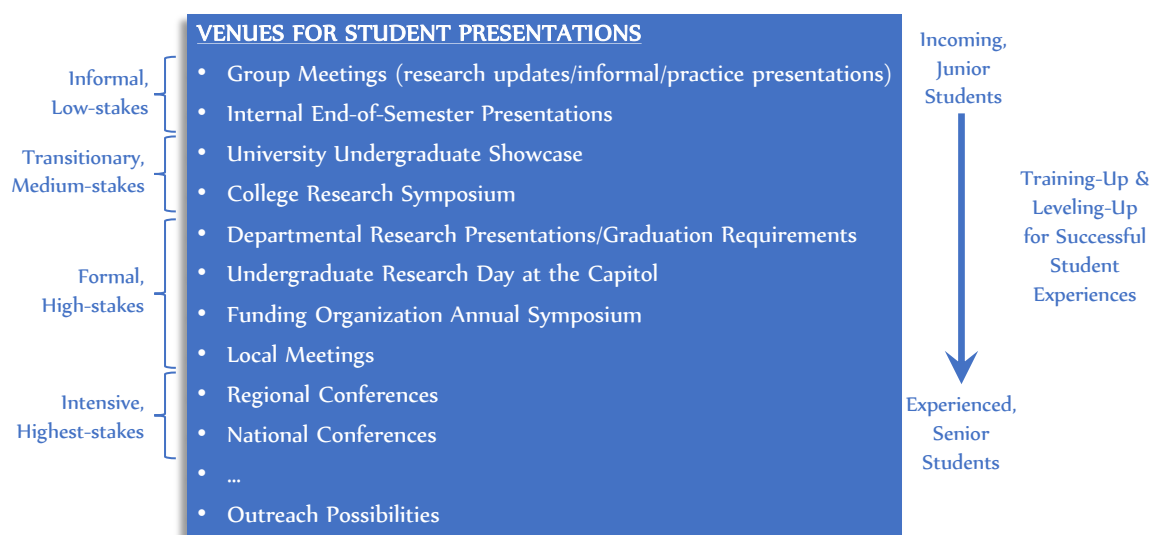 VENUES FOR STUDENT PRESENTATIONS
• Group Meetings (research updates/informal/practice presentations)
• Internal End-of-Semester Presentations
• University Undergraduate Showcase
• College Research Symposium
• Departmental Research Presentations/Graduation Requirements
• Undergraduate Research Day at the Capitol
• Funding Organization Annual Symposium
• Local Meetings
• Regional Conferences
• National Conferences
• ...
• Outreach Possibilities
Informal,
Low-stakes
Transitionary,
Medium-stakes
Formal,
High-stakes
Intensive,
Highest-stakes
Incoming,
Junior
Students
Training-Up &
Leveling-Up
for Successful
Student
Experiences
Experienced,
Senior
Students